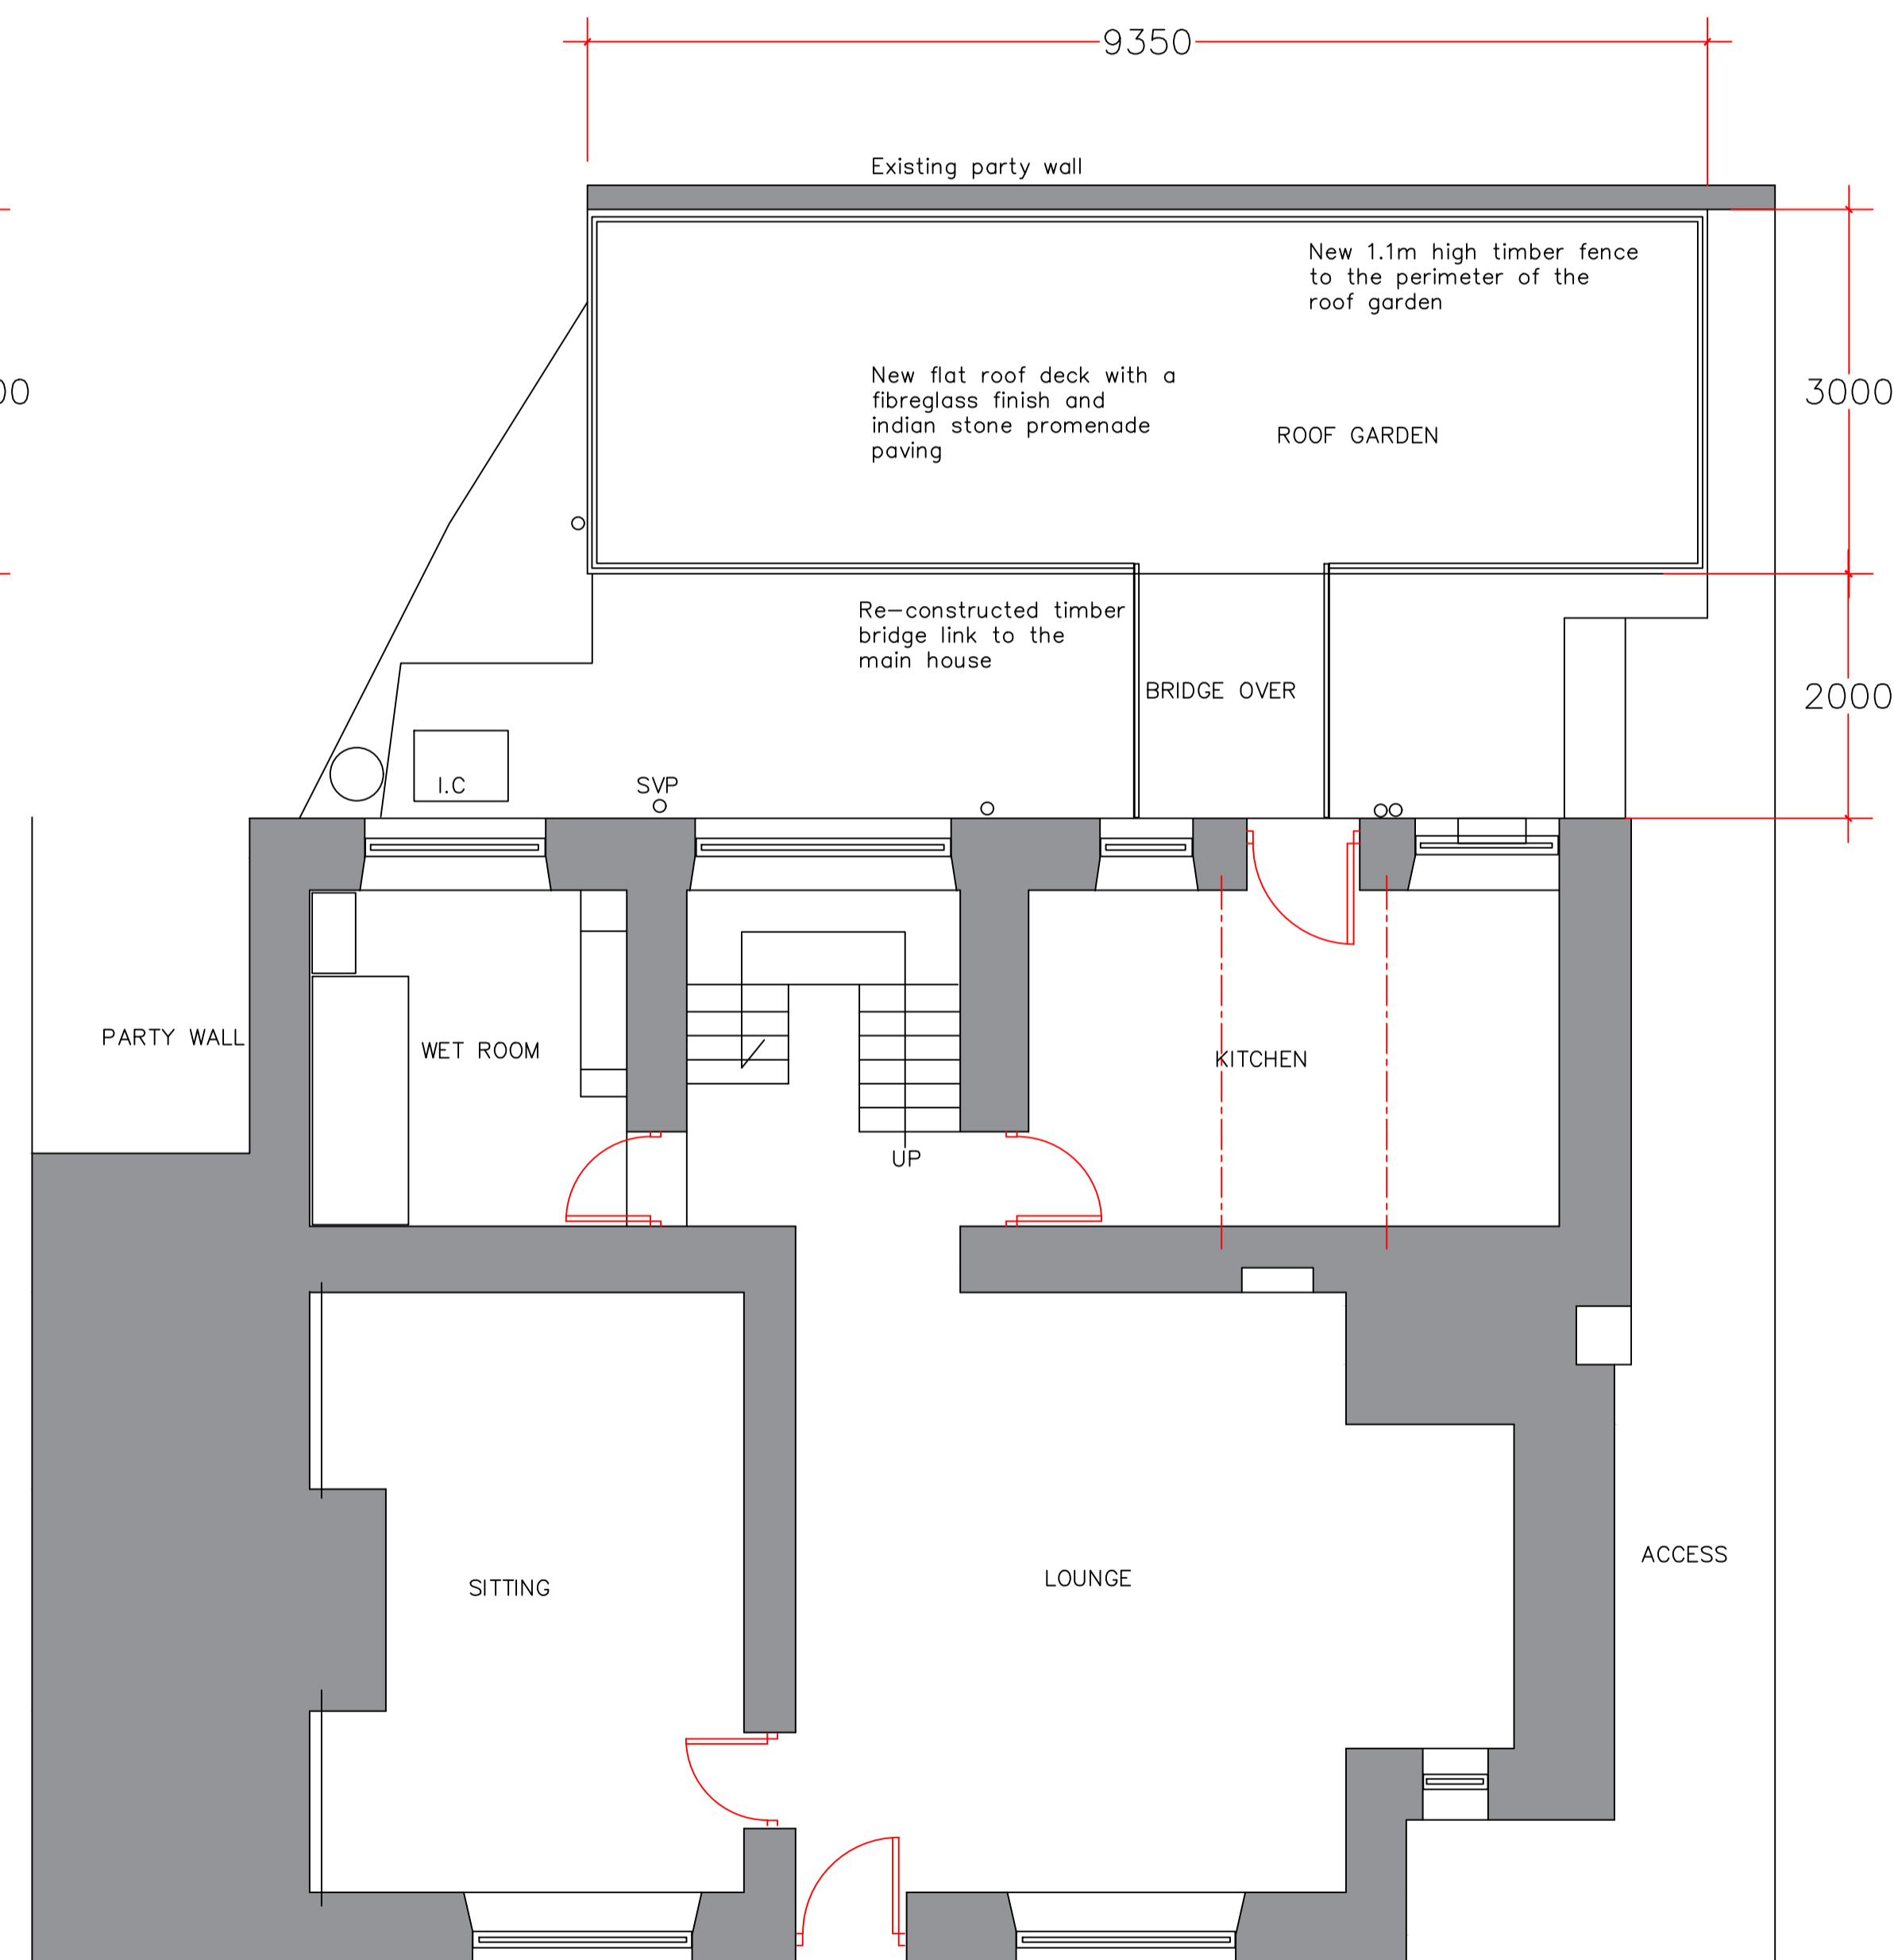 9350
Existing party wall
New 1.1m high timber fence
to the perimeter of the
roof garden
00
3000
New flat roof deck with a
fibreglass finish and
indian stone promenade
paving
ROOF GARDEN
Re-constructed timber
bridge link to the
main house
BRIDGE OVER
2000
I.C
SVP
PARTY WALL
WET ROOM
KITCHEN
UP
SITTING
LOUNGE
ACCESS